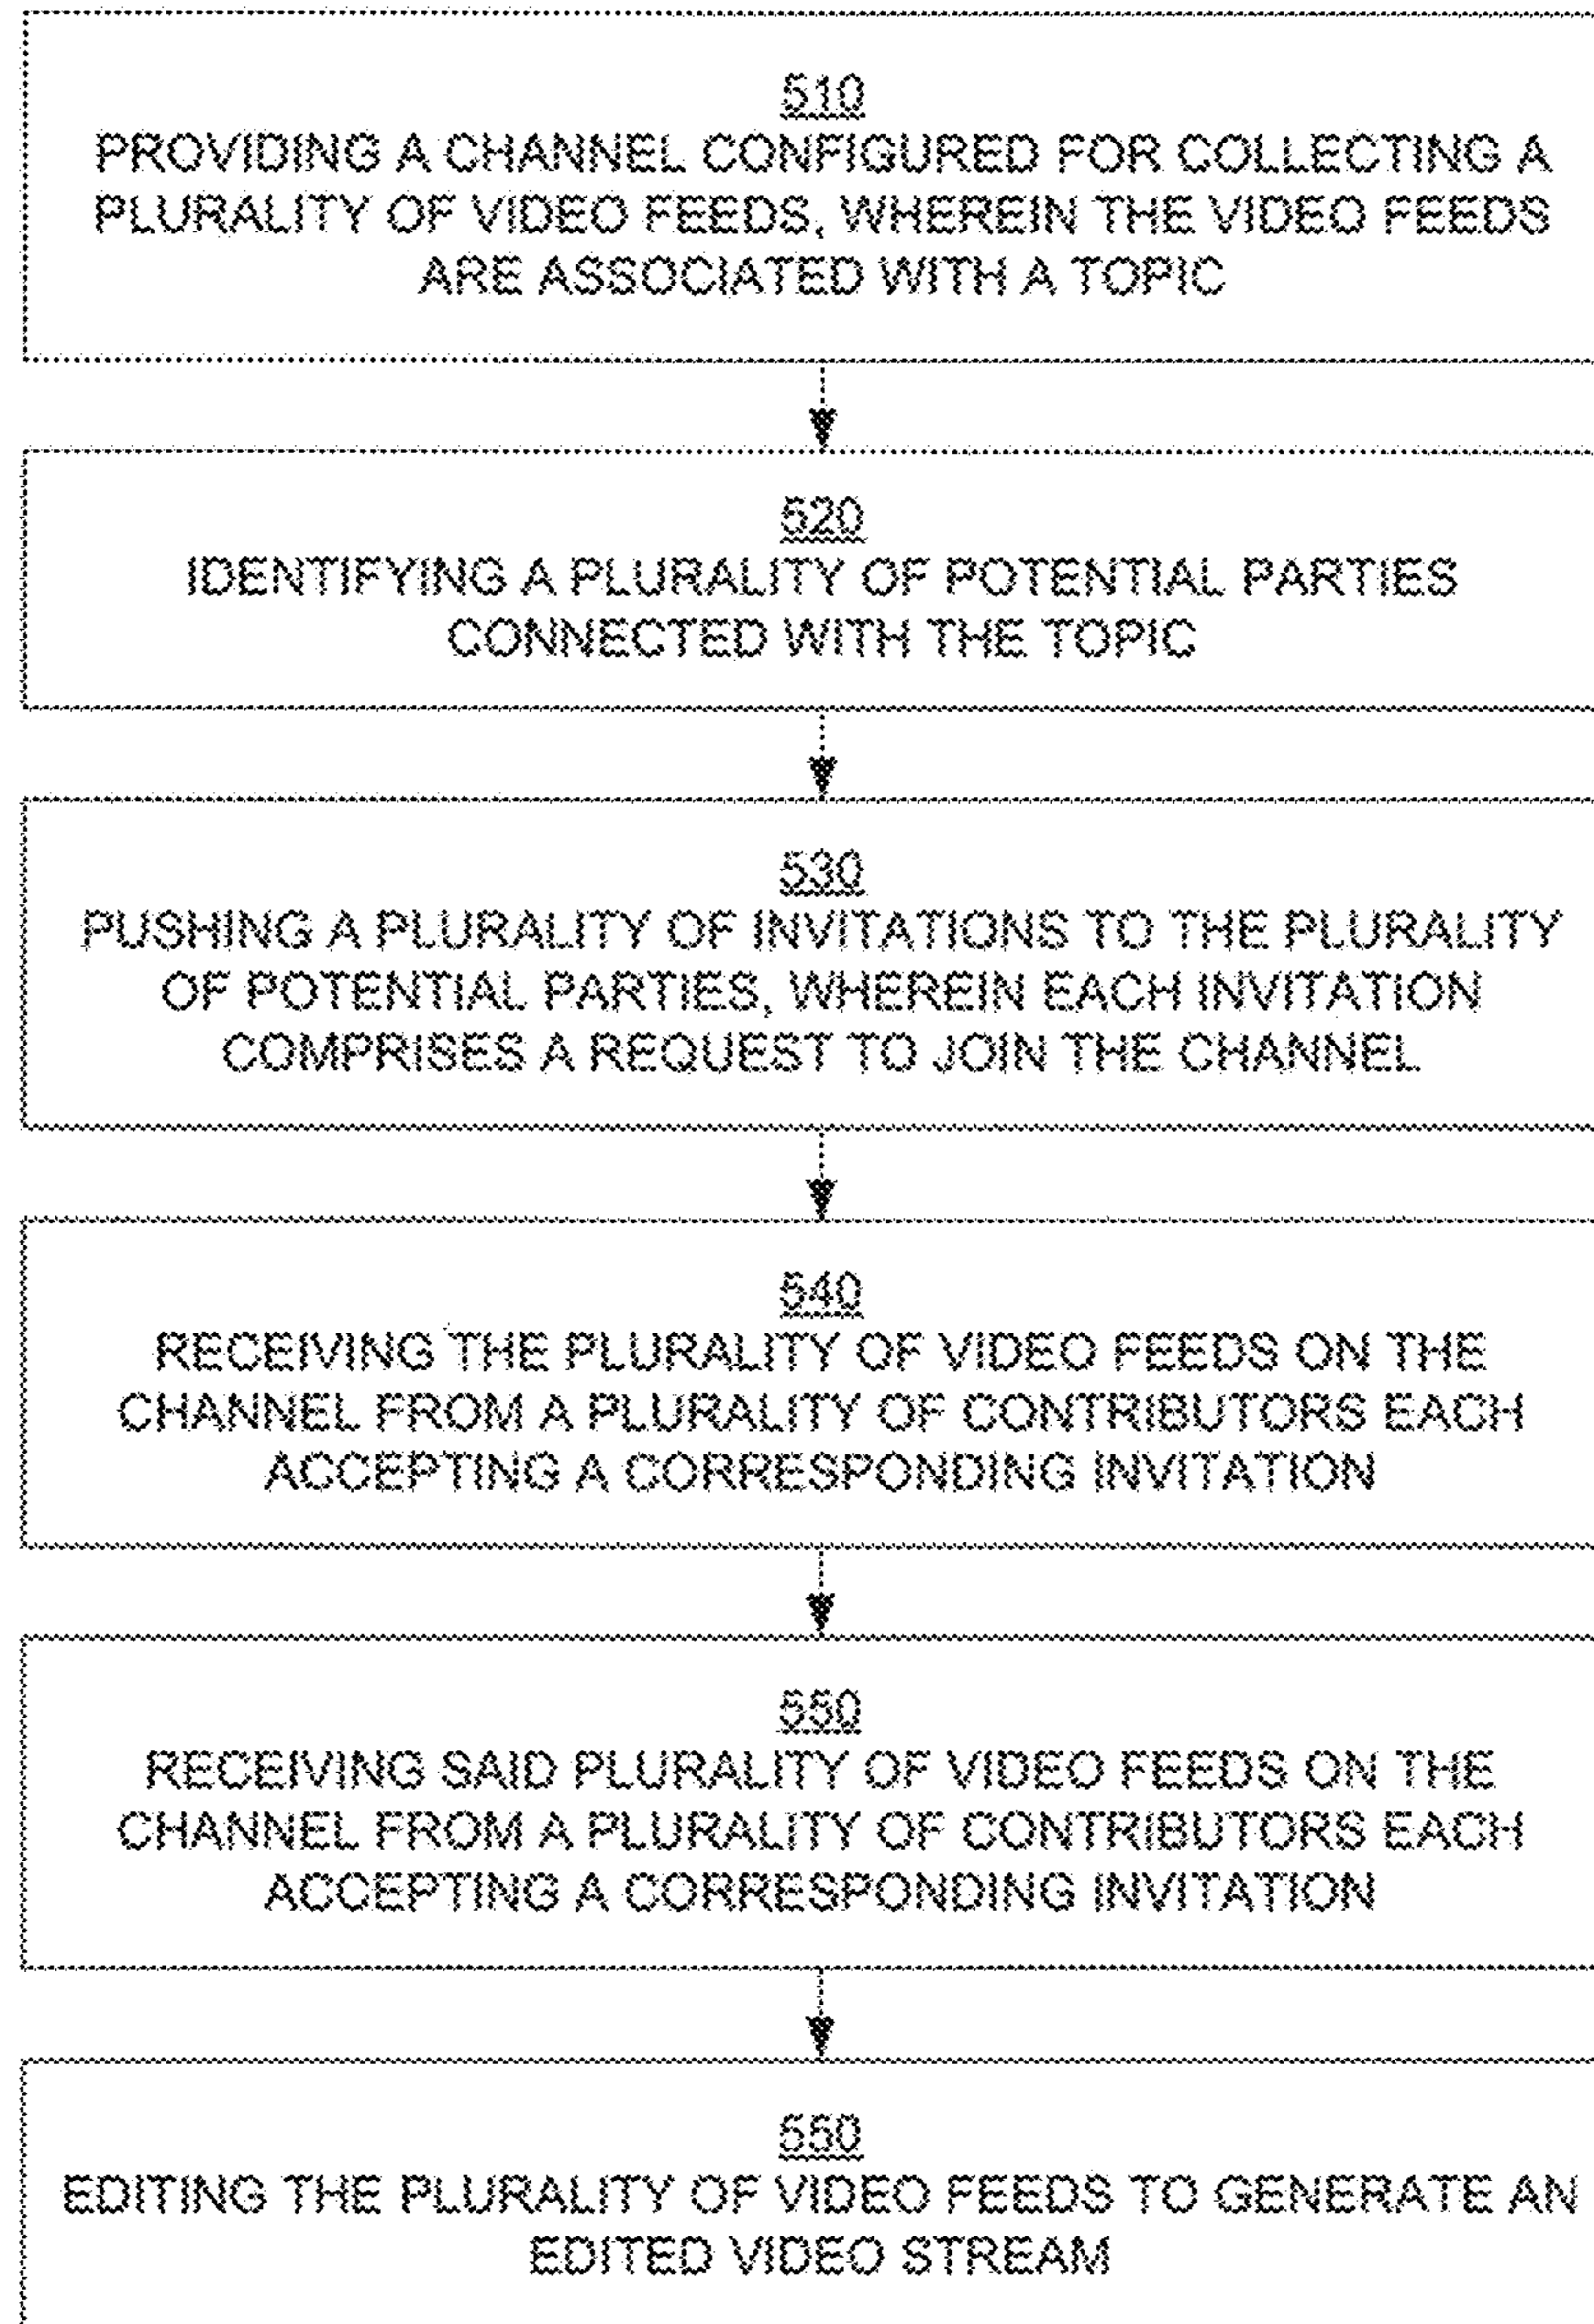 510
PROVIDING A CHANNEL CONFIGURED FOR COLLECTING A
PLURALITY OF VIDEO FEEDS, WHEREIN THE VIDEO FEEDS
ARE ASSOCIATED WITH A TOPIC
520
IDENTIFYING A PLURALITY OF POTENTIAL PARTIES
CONNECTED WITH THE TOPIC
530
PUSHING A PLURALITY OF INVITATIONS TO THE PLURALITY
OF POTENTIAL PARTIES, WHEREIN EACH INVITATION
COMPRISES A REQUEST TO JOIN THE CHANNEL
540
RECEIVING THE PLURALITY OF VIDEO FEEDS ON THE
CHANNEL FROM A PLURALITY OF CONTRIBUTORS EACH
ACCEPTING A CORRESPONDING INVITATION
550
RECEIVING SAID PLURALITY OF VIDEO FEEDS ON THE
CHANNEL FROM A PLURALITY OF CONTRIBUTORS EACH
ACCEPTING A CORRESPONDING INVITATION
550
EDITING THE PLURALITY OF VIDEO FEEDS TO GENERATE AN
EDITED VIDEO STREAM